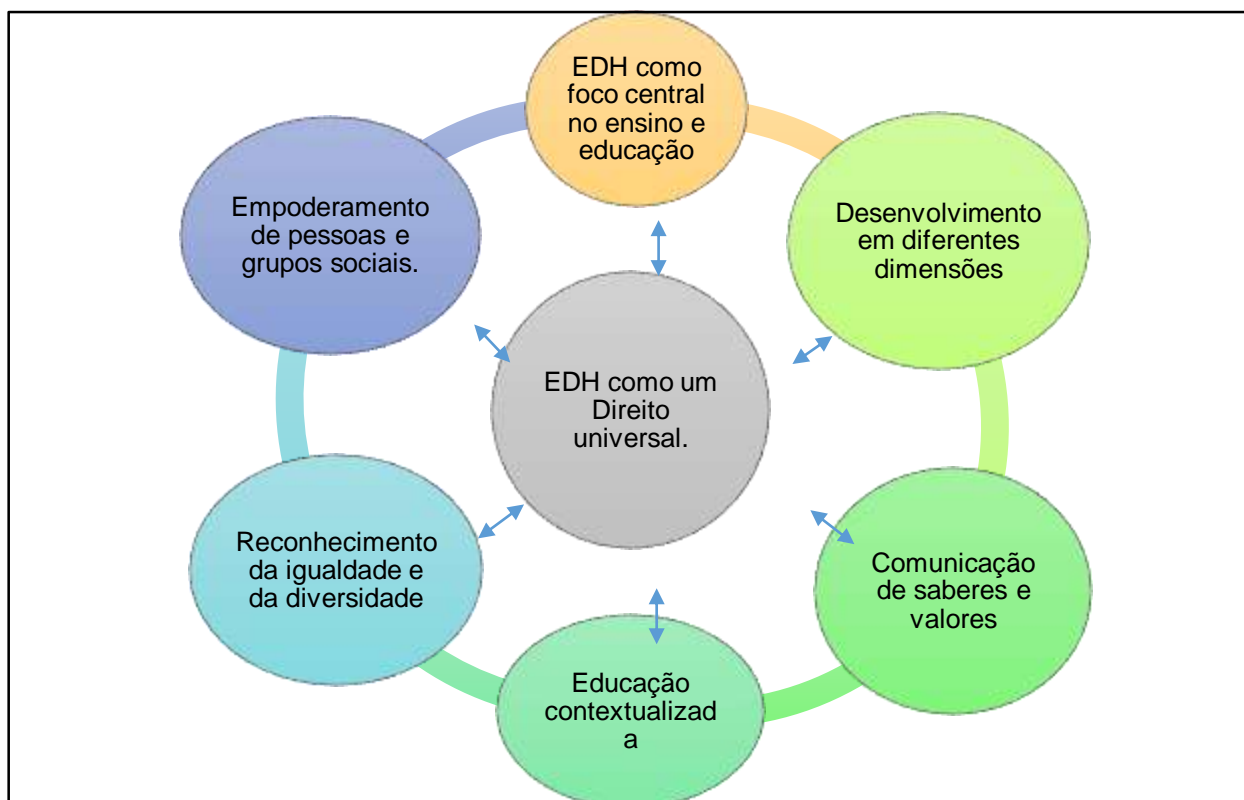 EDH como
foco central
no ensino e
educação
Desenvolvimento
em diferentes
dimensões
Comunicação
de saberes e
valores
Educação
contextualizad
a
Reconhecimento
da igualdade e
da diversidade
Empoderamento
de pessoas e
grupos sociais.
EDH como um
Direito
universal.